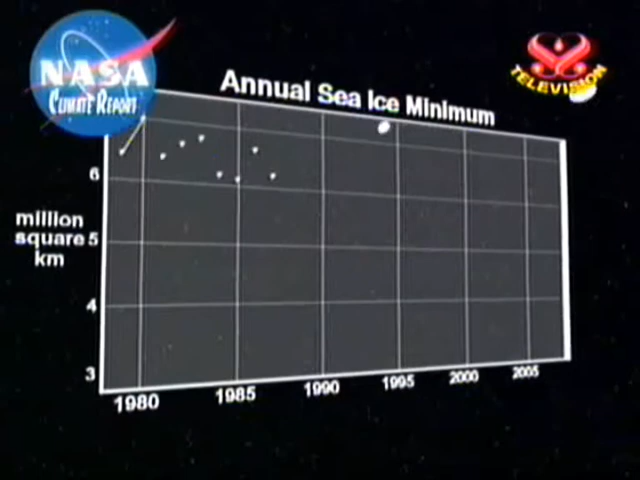 NASA
CLIMATE REPORT
TELEVISION
Annual Sea Ice Minimum
6
million
square 5
km
4
3
1980 1985 1990 1995 2000 2005